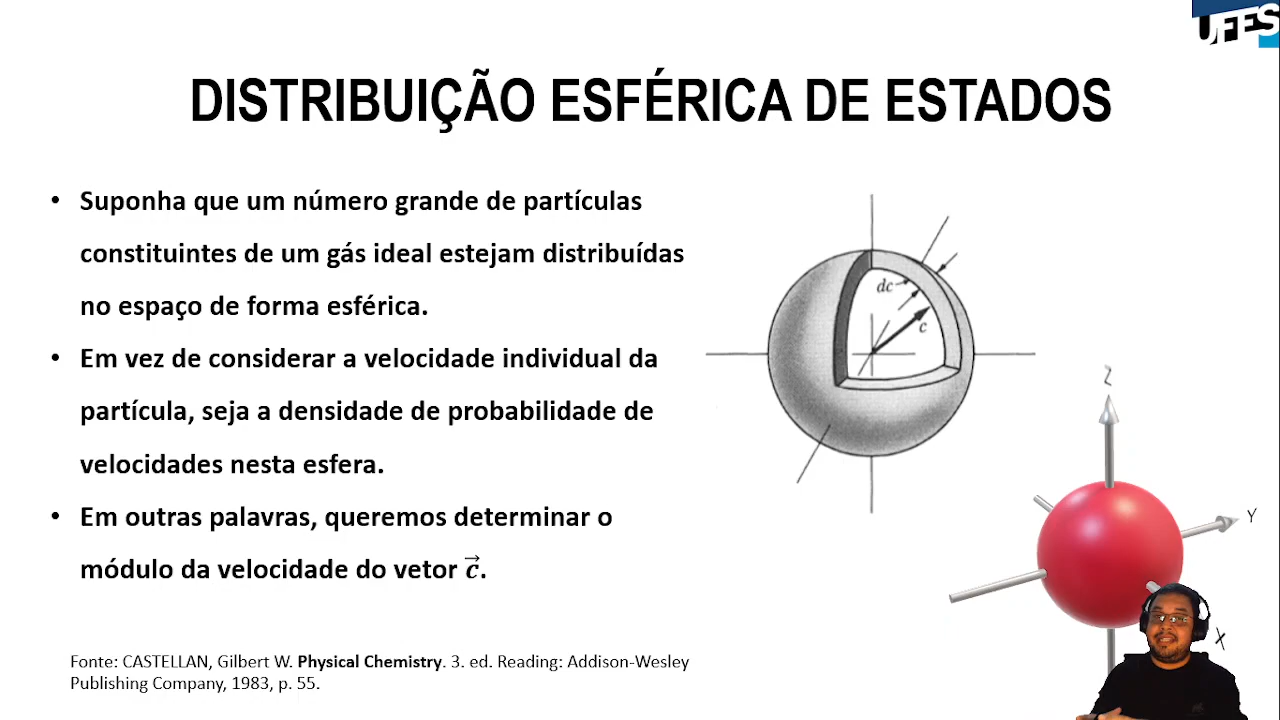 UFES
DISTRIBUIÇÃO ESFÉRICA DE ESTADOS
• Suponha que um número grande de partículas
constituintes de um gás ideal estejam distribuídas
no espaço de forma esférica.
• Em vez de considerar a velocidade individual da
partícula, seja a densidade de probabilidade de
velocidades nesta esfera.
• Em outras palavras, queremos determinar o
módulo da velocidade do vetor c⃗.
dc
c
Z
Y
X
Fonte: CASTELLAN, Gilbert W. Physical Chemistry. 3. ed. Reading: Addison-Wesley
Publishing Company, 1983, p. 55.